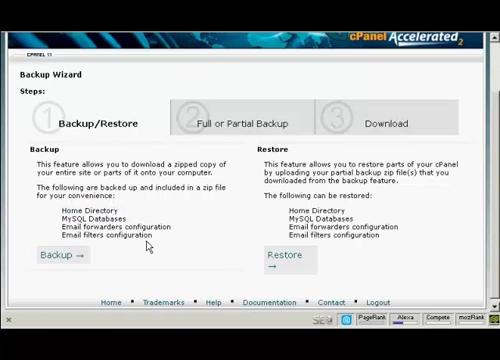 cPanel Accelerated 2
CPANEL 11
Backup Wizard
Steps:
1 Backup/Restore
2 Full or Partial Backup
3 Download
Backup
This feature allows you to download a zipped copy of
your entire site or parts of it onto your computer.
The following are backed up and included in a zip file
for your convenience:
Home Directory
MySQL Databases
Email forwarders configuration
Email filters configuration
Backup →
Restore
This feature allows you to restore parts of your cPanel
by uploading your partial backup zip file(s) that you
downloaded from the backup feature.
The following can be restored:
Home Directory
MySQL Databases
Email forwarders configuration
Email filters configuration
Restore
→
Home Trademarks Help Documentation Contact Logout
PageRank Alexa Compete mozRank